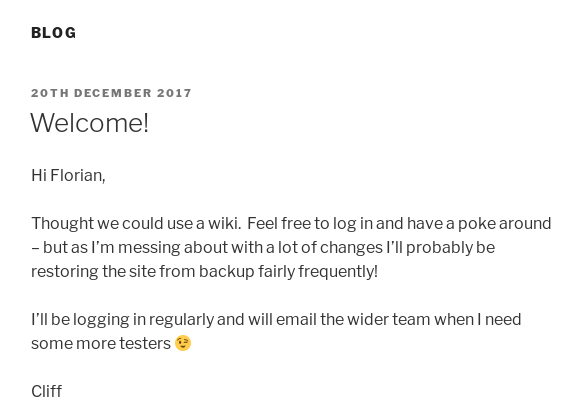 BLOG
20TH DECEMBER 2017
Welcome!
Hi Florian,
Thought we could use a wiki.  Feel free to log in and have a poke around
– but as I’m messing about with a lot of changes I’ll probably be
restoring the site from backup fairly frequently!
I’ll be logging in regularly and will email the wider team when I need
some more testers 😉
Cliff